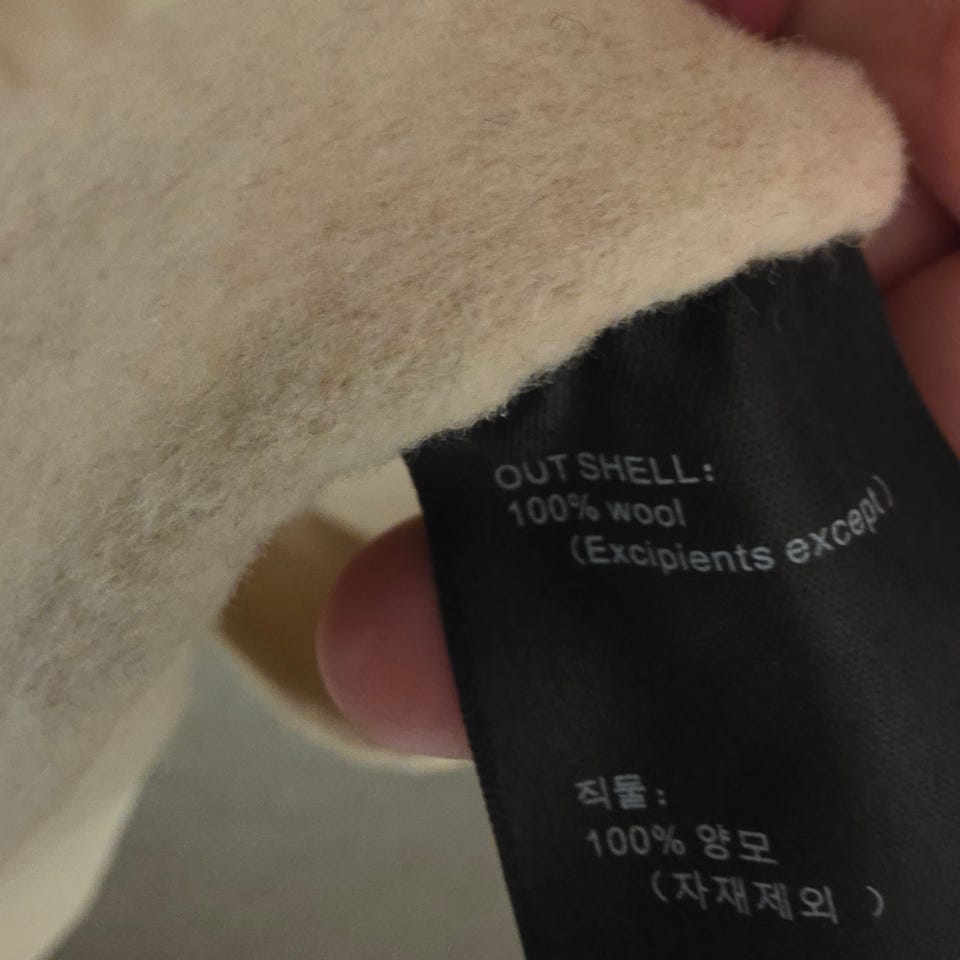 OUT SHELL:
100% wool
(Excipients except)
직물:
100% 양모
(자재제외 )